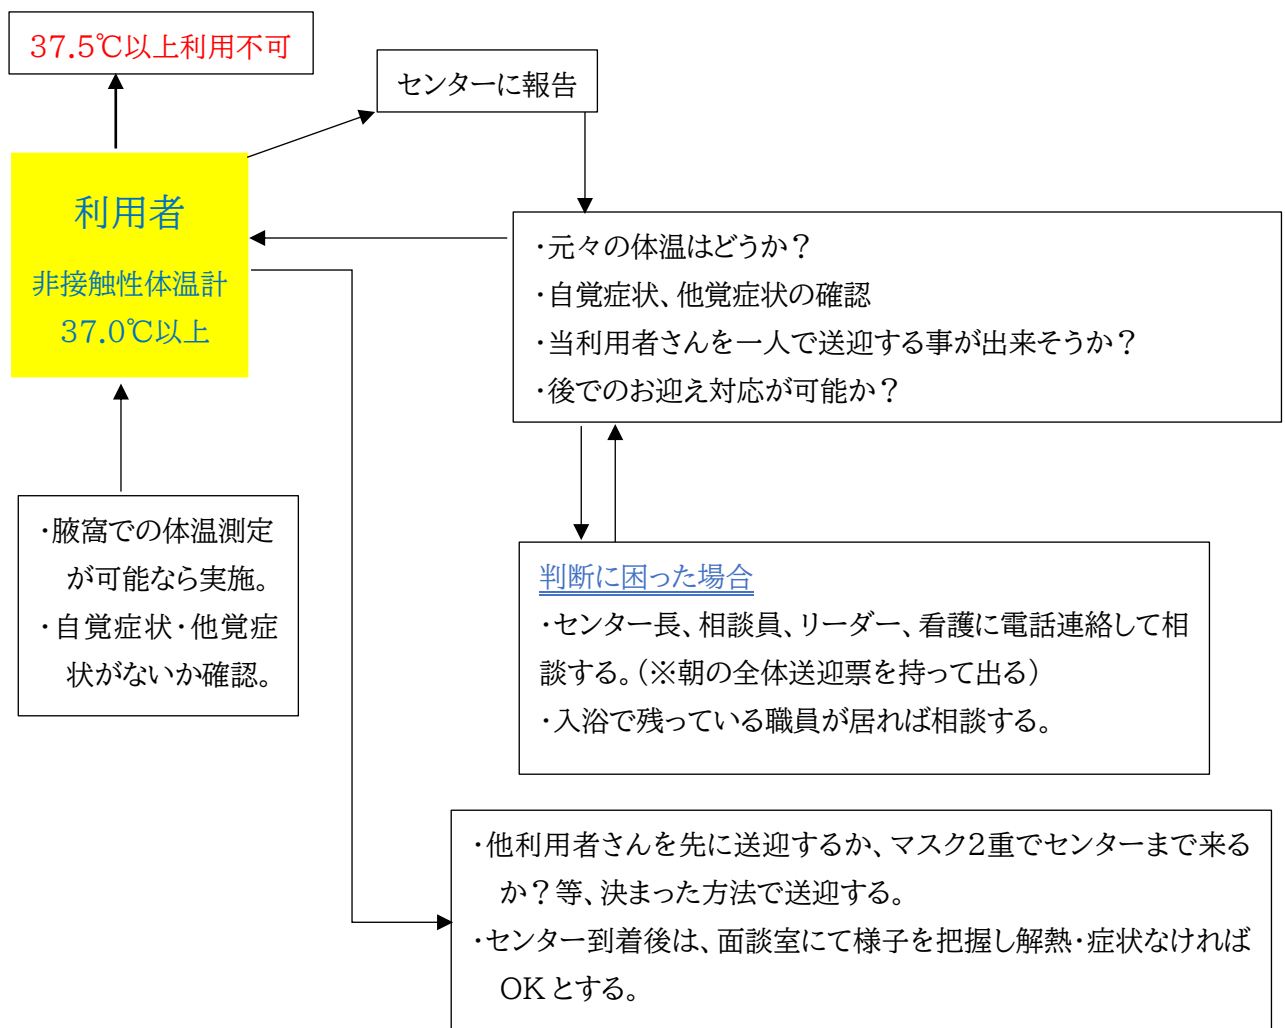 37.5℃以上利用不可
センターに報告
利用者
非接触性体温計
37.0℃以上
・元々の体温はどうか？
・自覚症状、他覚症状の確認
・当利用者さんを一人で送迎する事が出来そうか？
・後でのお迎え対応が可能か？
・腋窩での体温測定
が可能なら実施。
・自覚症状・他覚症
状がないか確認。
判断に困った場合
・センター長、相談員、リーダー、看護に電話連絡して相
談する。（※朝の全体送迎票を持って出る）
・入浴で残っている職員が居れば相談する。
・他利用者さんを先に送迎するか、マスク2重でセンターまで来る
か？等、決まった方法で送迎する。
・センター到着後は、面談室にて様子を把握し解熱・症状なければ
OKとする。